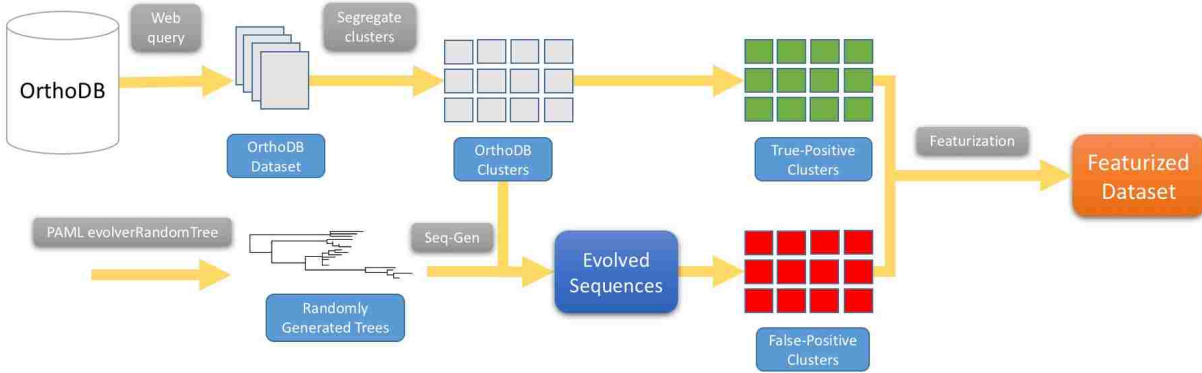 Web
query
Segregate
clusters
OrthoDB
OrthoDB
Dataset
OrthoDB
Clusters
True-Positive
Clusters
Featurization
Featurized
Dataset
PAML evolverRandomTree
Seq-Gen
Evolved
Sequences
Randomly
Generated Trees
False-Positive
Clusters